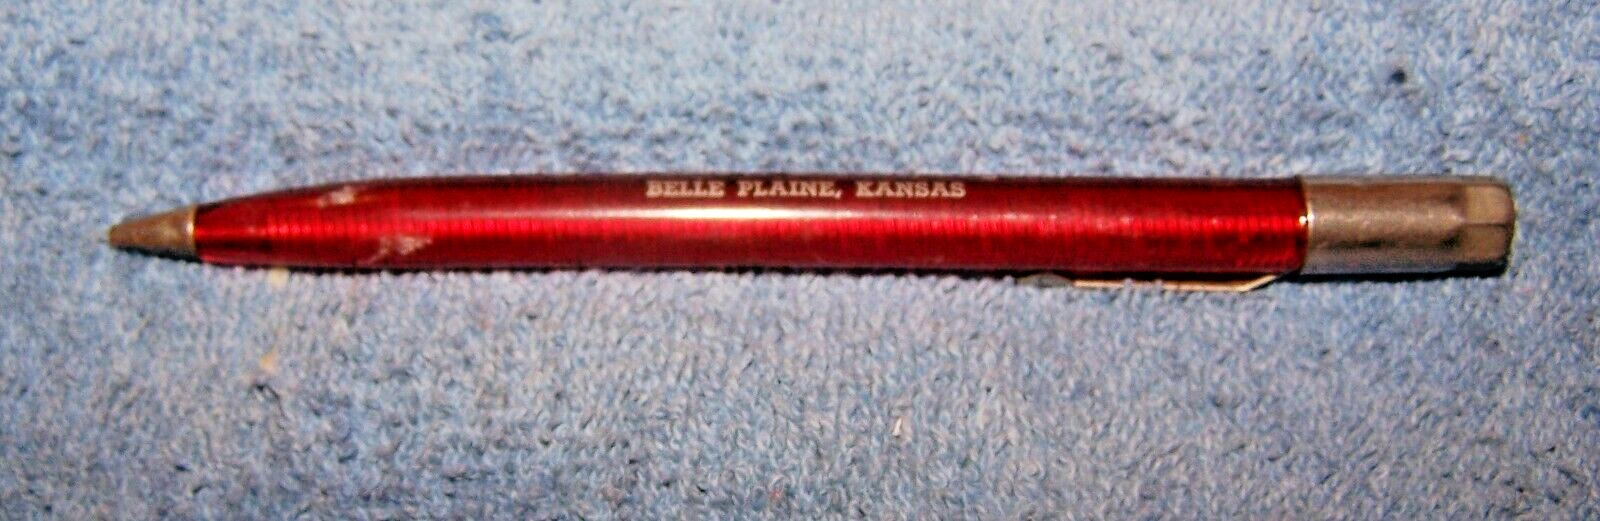 BELLE PLAINE, KANSAS